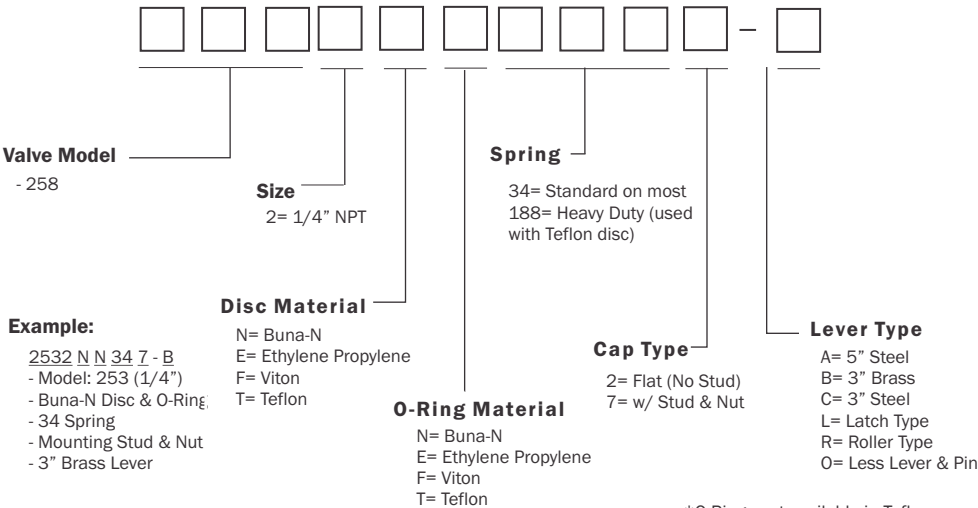 Valve Model
- 258
Size
2= 1/4” NPT
Disc Material
N= Buna-N
E= Ethylene Propylene
F= Viton
T= Teflon
O-Ring Material
N= Buna-N
E= Ethylene Propylene
F= Viton
T= Teflon
Spring
34= Standard on most
188= Heavy Duty (used
with Teflon disc)
Cap Type
2= Flat (No Stud)
7= w/ Stud & Nut
Lever Type
A= 5” Steel
B= 3” Brass
C= 3” Steel
L= Latch Type
R= Roller Type
O= Less Lever & Pin
Example:
2532 N N 34 7 - B
- Model: 253 (1/4”)
- Buna-N Disc & O-Ring
- 34 Spring
- Mounting Stud & Nut
- 3” Brass Lever